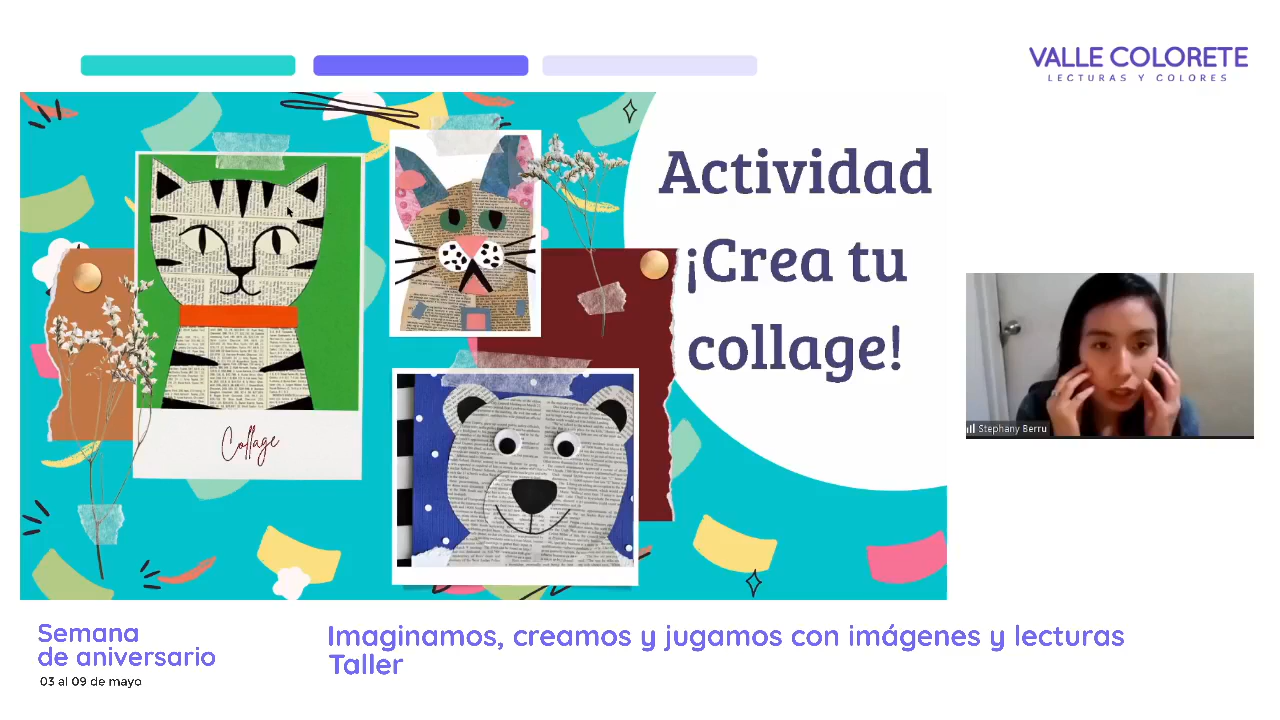 VALLE COLORETE
LECTURAS Y COLORES
Actividad
¡Crea tu
collage!
Collage
Stephany Berru
Semana
de aniversario
03 al 09 de mayo
Imaginamos, creamos y jugamos con imágenes y lecturas
Taller